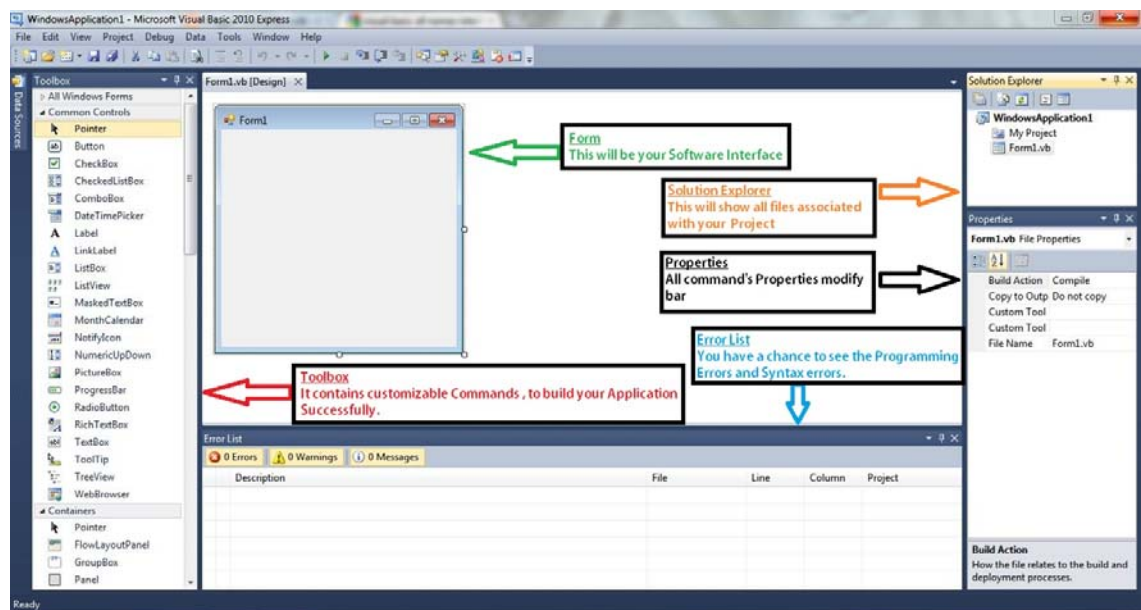 WindowsApplication1 - Microsoft Visual Basic 2010 Express
File Edit View Project Debug Data Tools Window Help
Data Sources
Toolbox
All Windows Forms
Common Controls
Pointer
Button
CheckBox
CheckedListBox
ComboBox
DateTimePicker
Label
LinkLabel
ListBox
ListView
MaskedTextBox
MonthCalendar
NotifyIcon
NumericUpDown
PictureBox
ProgressBar
RadioButton
RichTextBox
TextBox
ToolTip
TreeView
WebBrowser
Containers
Pointer
FlowLayoutPanel
GroupBox
Panel
Form1.vb [Design]
Form1
Form
This will be your Software Interface
Solution Explorer
This will show all files associated
with your Project
Properties
All command's Properties modify
bar
Error List
You have a chance to see the Programming
Errors and Syntax errors.
Toolbox
It contains customizable Commands , to build your Application
Successfully.
Error List
0 Errors 0 Warnings 0 Messages
Description File Line Column Project
Solution Explorer
WindowsApplication1
My Project
Form1.vb
Properties
Form1.vb File Properties
Build Action Compile
Copy to Outp Do not copy
Custom Tool
Custom Tool
File Name Form1.vb
Build Action
How the file relates to the build and
deployment processes.
Ready